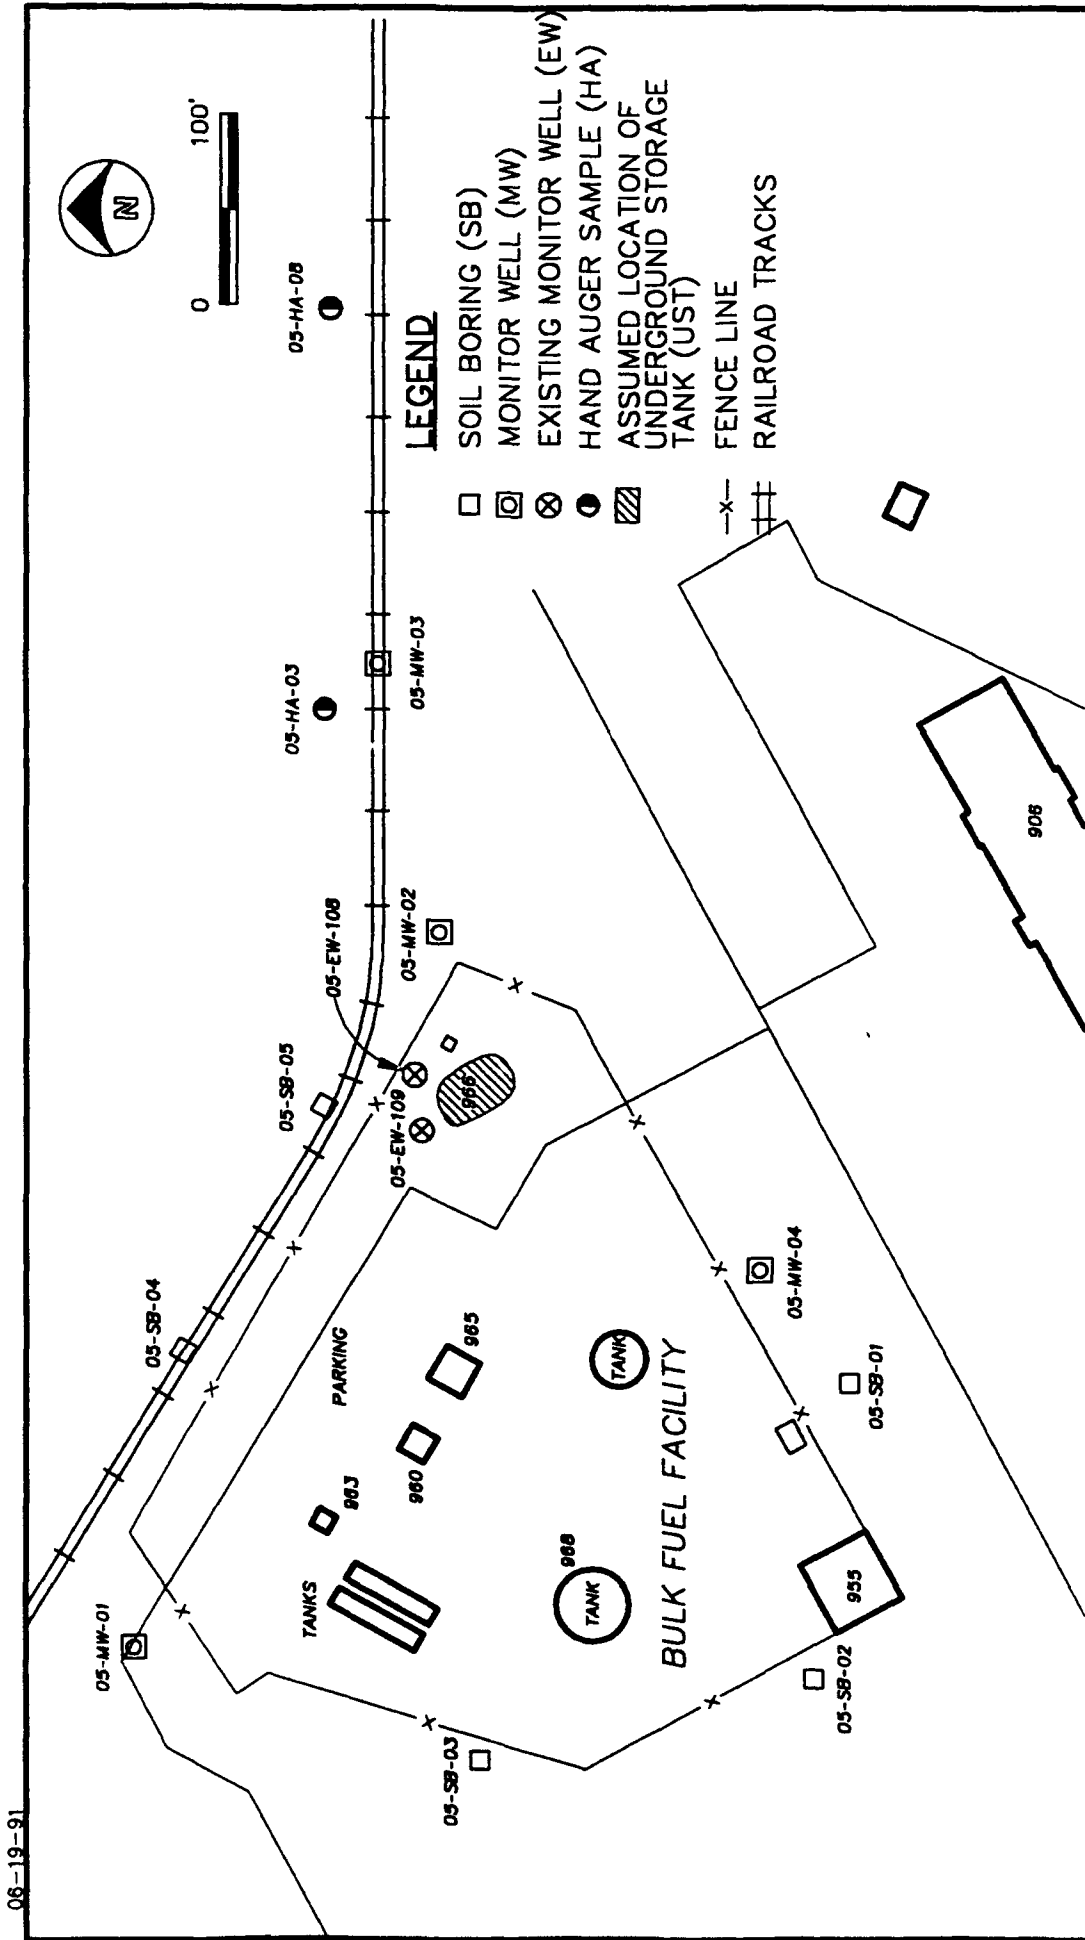 06-19-91
N
0 100'
LEGEND
SOIL BORING (SB)
MONITOR WELL (MW)
EXISTING MONITOR WELL (EW)
HAND AUGER SAMPLE (HA)
ASSUMED LOCATION OF
UNDERGROUND STORAGE
TANK (UST)
-x- FENCE LINE
RAILROAD TRACKS
05-MW-01
05-SB-04
05-SB-05
05-EW-108
05-HA-03
05-HA-08
05-MW-02
05-MW-03
05-EW-109
966
PARKING
963
960
965
TANKS
TANK
968
TANK
BULK FUEL FACILITY
05-SB-03
05-SB-02
955
05-SB-01
05-MW-04
906